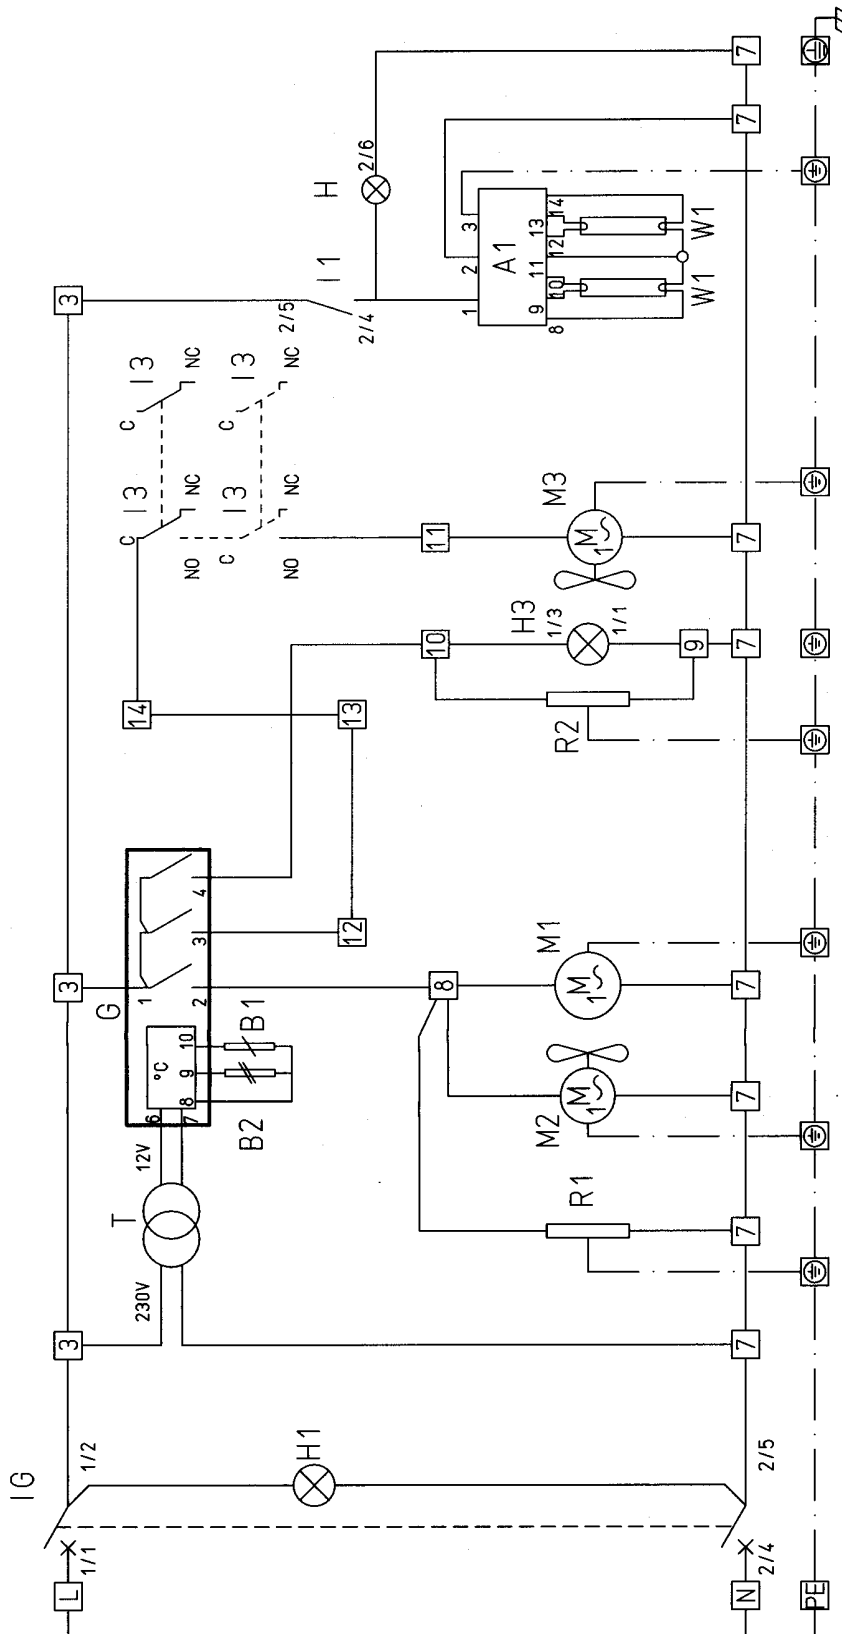 IG
1/1
1/2
L
H1
N
2/4
2/5
PE
3
230V
T
12V
7
R1
7
G
6
7
°C
8
9
10
B2
B1
1
2
3
4
3
8
M2
M
1
7
M1
M
1
7
12
13
14
10
R2
H3
1/3
1/1
9
7
C
I3
NC
NO
C
I3
NC
NO
C
I3
NC
C
I3
NC
11
M3
M
1
7
3
2/5
2/4
I1
H
2/6
1
2
3
A1
8
9
10
11
12
13
14
W1
W1
7
7